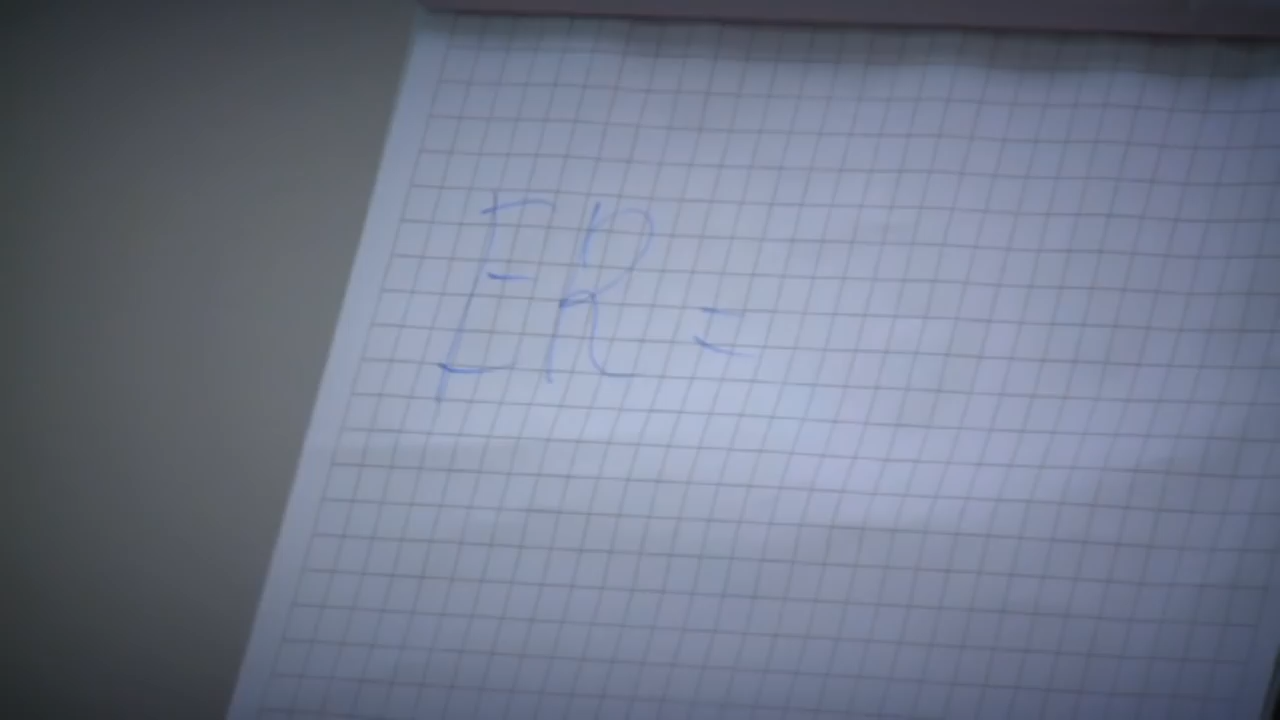 ER =